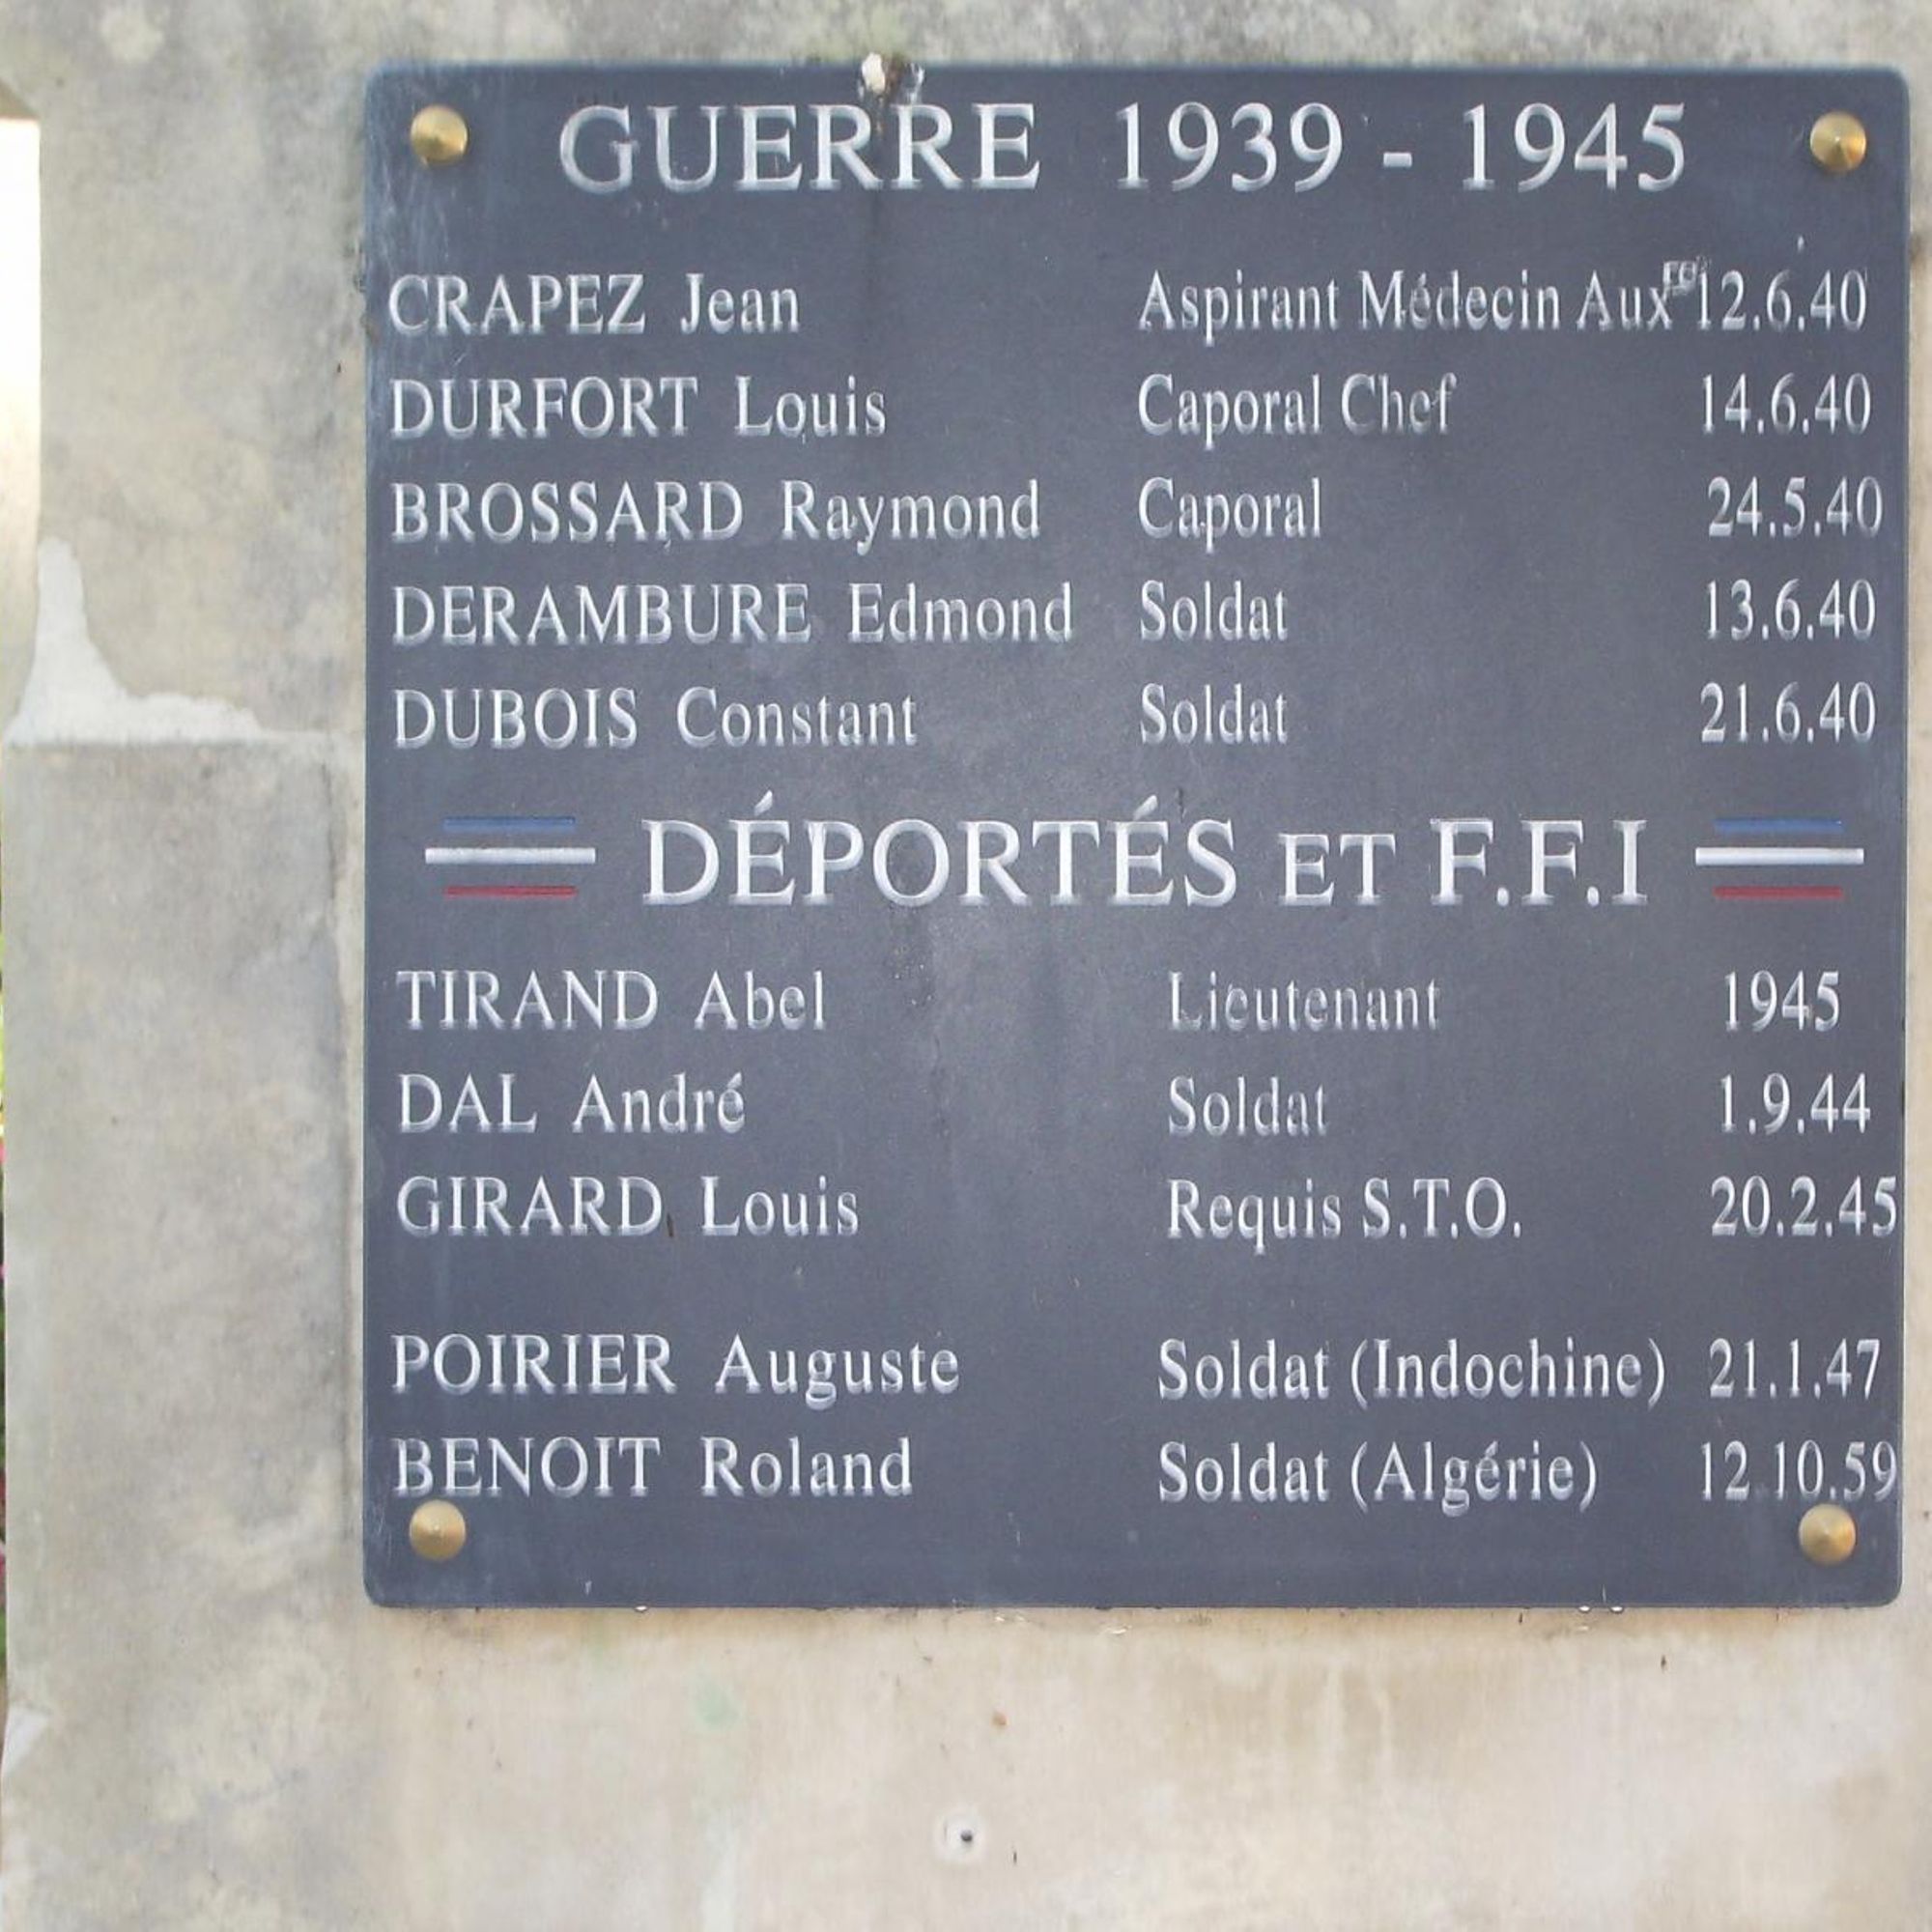 GUERRE 1939 - 1945
CRAPEZ Jean Aspirant Médecin Aux re 12.6.40
DURFORT Louis Caporal Chef 14.6.40
BROSSARD Raymond Caporal 24.5.40
DERAMBURE Edmond Soldat 13.6.40
DUBOIS Constant Soldat 21.6.40
DÉPORTÉS ET F.F.I
TIRAND Abel Lieutenant 1945
DAL André Soldat 1.9.44
GIRARD Louis Requis S.T.O. 20.2.45
POIRIER Auguste Soldat (Indochine) 21.1.47
BENOIT Roland Soldat (Algérie) 12.10.59